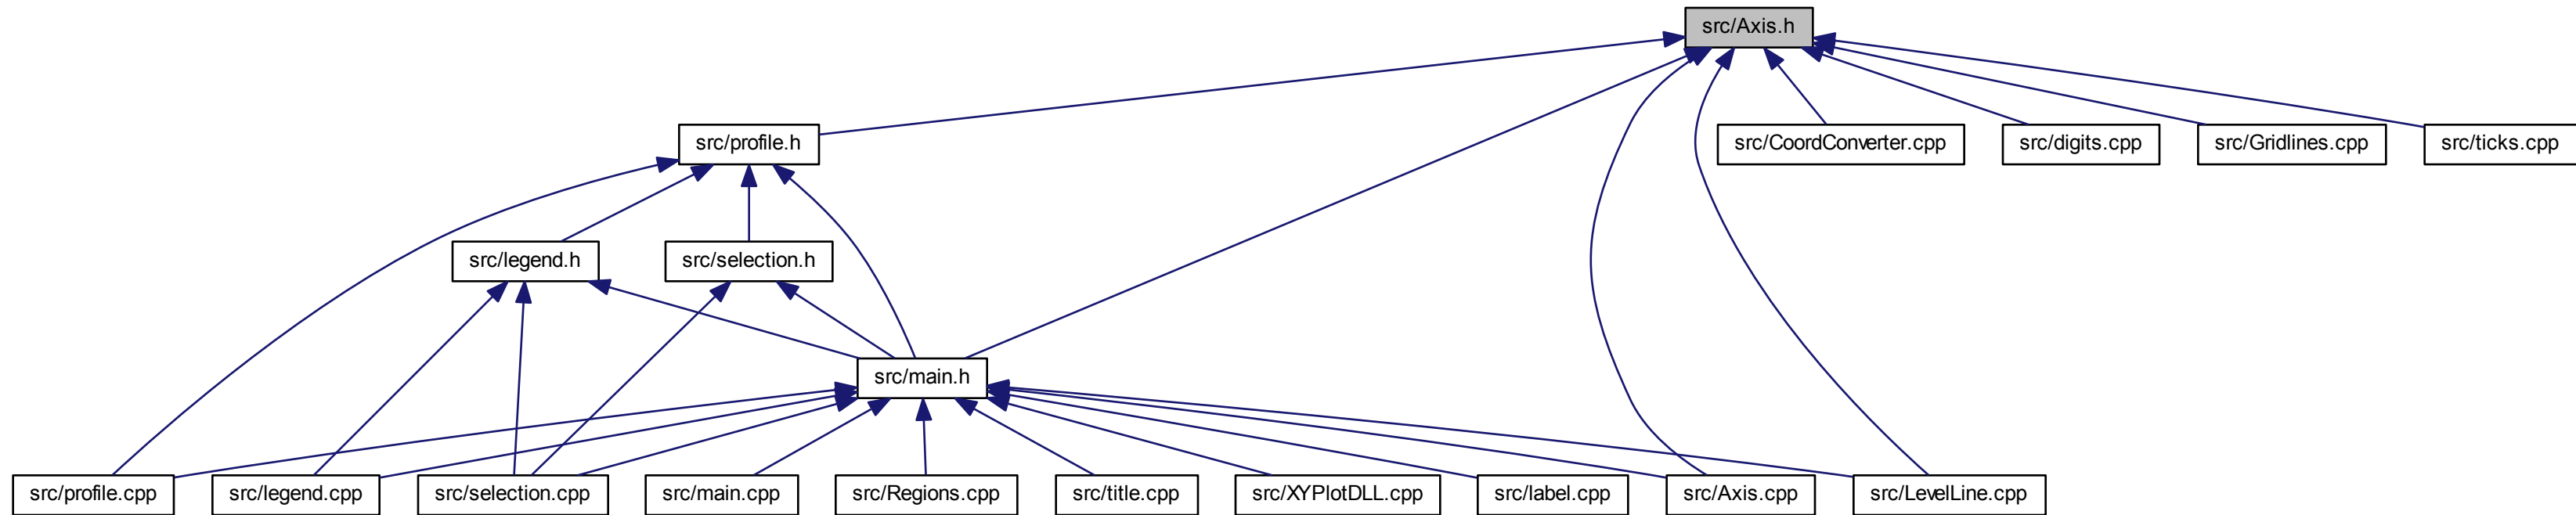 src/Axis.h
src/profile.h
src/CoordConverter.cpp
src/digits.cpp
src/Gridlines.cpp
src/ticks.cpp
src/legend.h
src/selection.h
src/main.h
src/profile.cpp
src/legend.cpp
src/selection.cpp
src/main.cpp
src/Regions.cpp
src/title.cpp
src/XYPlotDLL.cpp
src/label.cpp
src/Axis.cpp
src/LevelLine.cpp